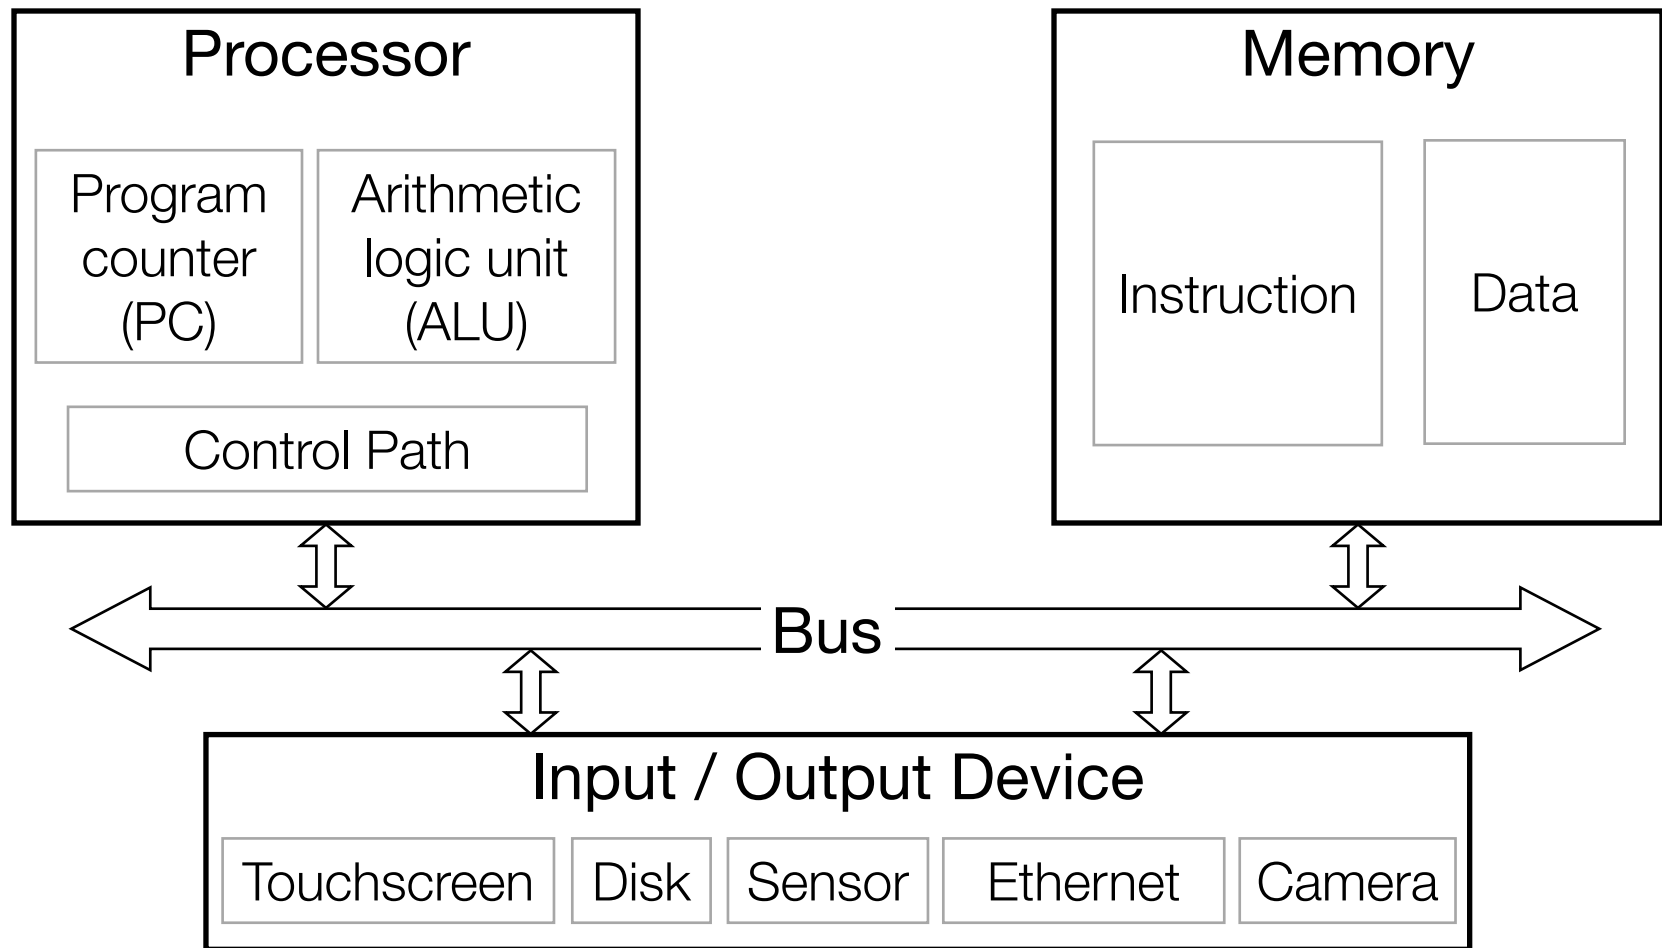 Processor
Program
counter
(PC)
Arithmetic
logic unit
(ALU)
Control Path
Memory
Instruction
Data
Bus
Input / Output Device
Touchscreen
Disk
Sensor
Ethernet
Camera